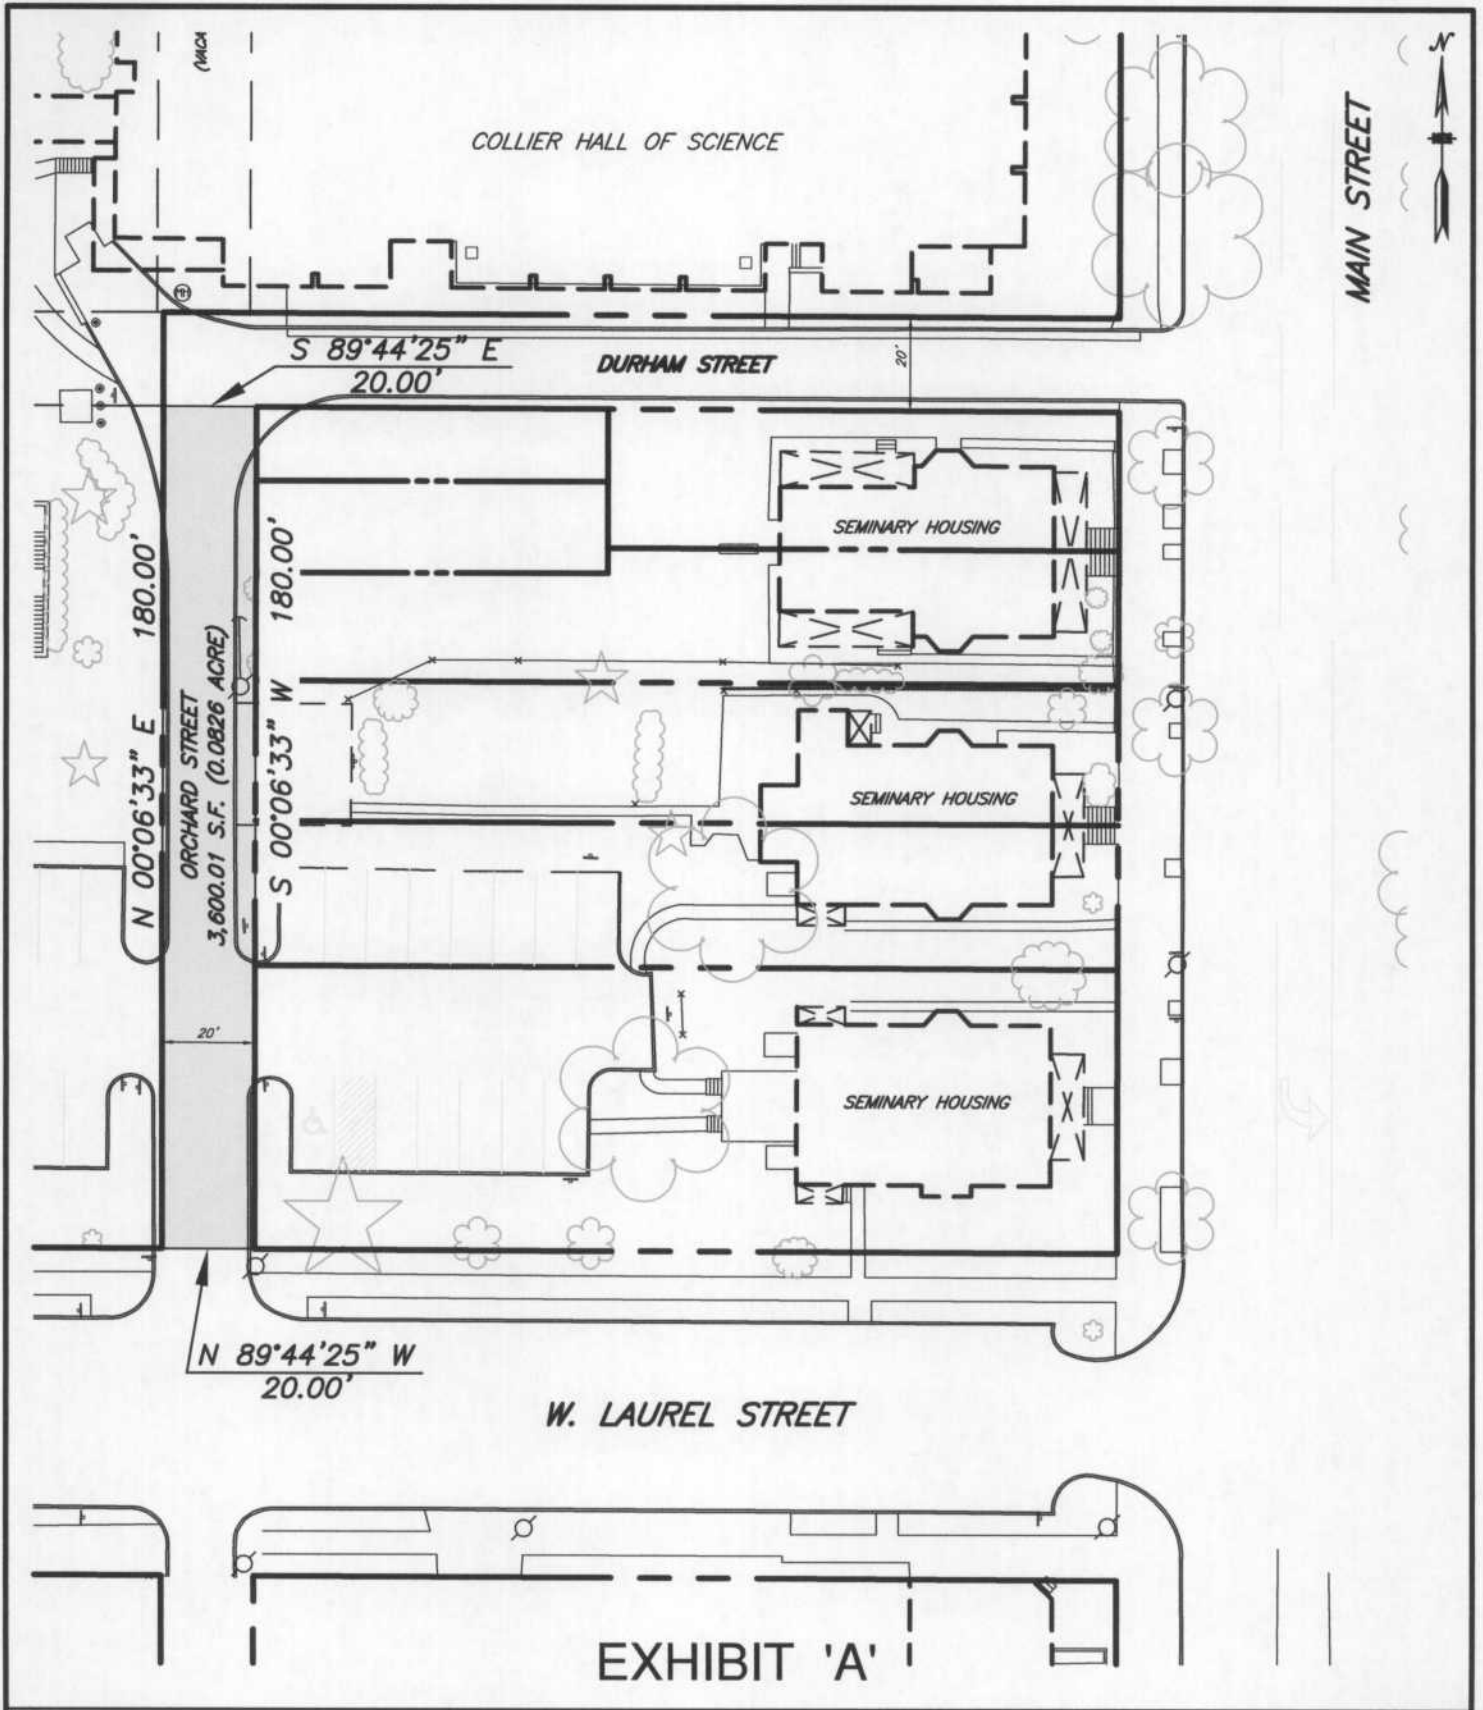 (VACA
N
COLLIER HALL OF SCIENCE
MAIN STREET
S 89°44'25" E
20.00'
DURHAM STREET
20'
SEMINARY HOUSING
N 00°06'33" E 180.00'
ORCHARD STREET
3,600.01 S.F. (0.0826 ACRE)
S 00°06'33" W 180.00'
SEMINARY HOUSING
20'
SEMINARY HOUSING
N 89°44'25" W
20.00'
W. LAUREL STREET
EXHIBIT 'A'